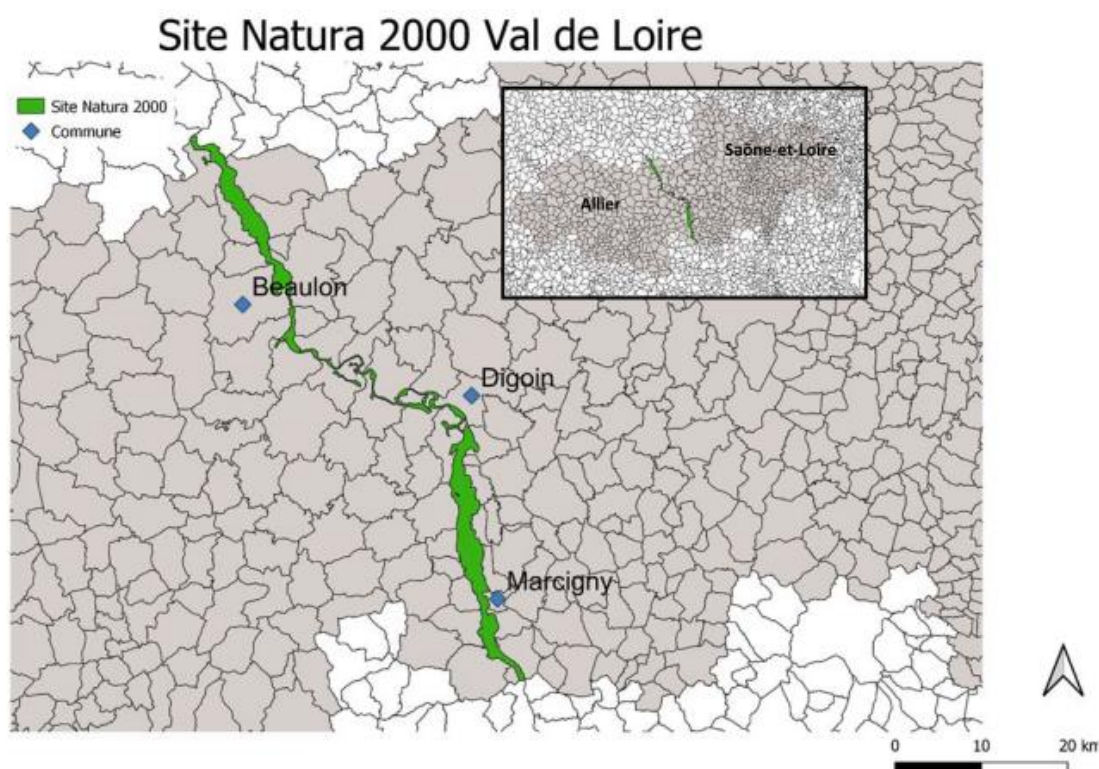 Site Natura 2000 Val de Loire
Site Natura 2000
Commune
Saône-et-Loire
Allier
Beaulon
Digoin
Marcigny
0 10 20 km